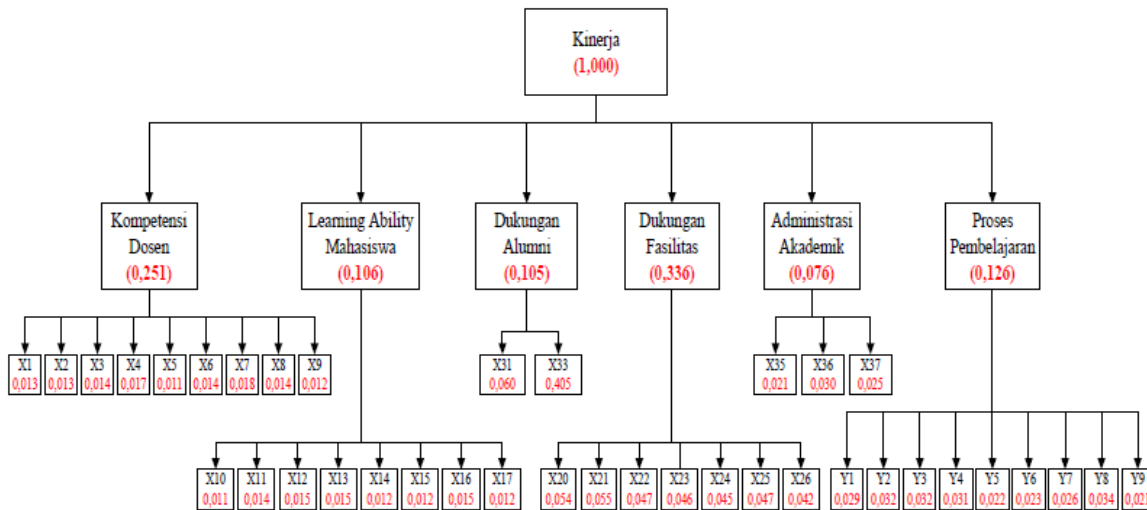 Kinerja
(1,000)
Kompetensi
Dosen
(0,251)
Learning Ability
Mahasiswa
(0,106)
Dukungan
Alumni
(0,105)
Dukungan
Fasilitas
(0,336)
Administrasi
Akademik
(0,076)
Proses
Pembelajaran
(0,126)
X1
0,013
X2
0,013
X3
0,014
X4
0,017
X5
0,011
X6
0,014
X7
0,018
X8
0,014
X9
0,012
X31
0,060
X33
0,405
X35
0,021
X36
0,030
X37
0,025
X10
0,011
X11
0,014
X12
0,015
X13
0,015
X14
0,012
X15
0,012
X16
0,015
X17
0,012
X20
0,054
X21
0,055
X22
0,047
X23
0,046
X24
0,045
X25
0,047
X26
0,042
Y1
0,029
Y2
0,032
Y3
0,032
Y4
0,031
Y5
0,022
Y6
0,023
Y7
0,026
Y8
0,034
Y9
0,021